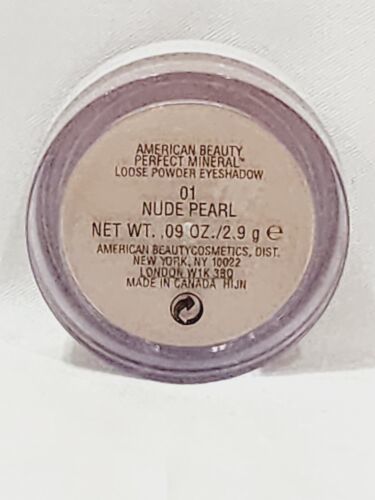 AMERICAN BEAUTY
PERFECT MINERAL™
LOOSE POWDER EYESHADOW
01
NUDE PEARL
NET WT. .09 OZ./2.9 g ℮
AMERICAN BEAUTYCOSMETICS, DIST.
NEW YORK, NY 10022
LONDON W1K 3BQ
MADE IN CANADA HIJN